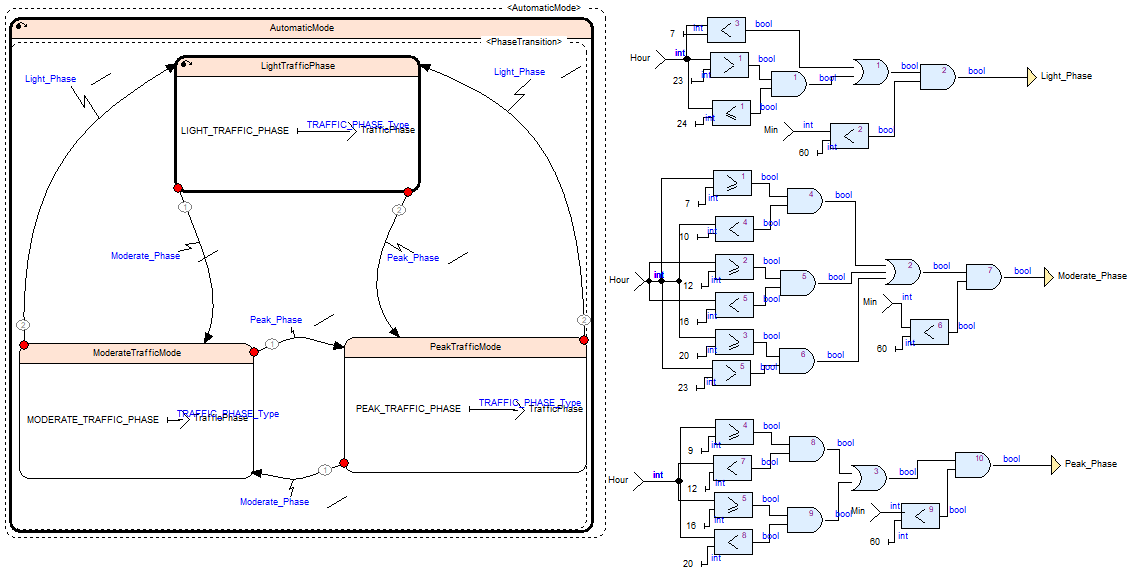 <AutomaticMode>
AutomaticMode
<PhaseTransition>
Light_Phase
LightTrafficPhase
Light_Phase
LIGHT_TRAFFIC_PHASE
TRAFFIC_PHASE_Type
TrafficPhase
1
2
Moderate_Phase
Peak_Phase
2
Peak_Phase
2
1
ModerateTrafficMode
PeakTrafficMode
MODERATE_TRAFFIC_PHASE
TRAFFIC_PHASE_Type
TrafficPhase
PEAK_TRAFFIC_PHASE
TRAFFIC_PHASE_Type
TrafficPhase
1
Moderate_Phase
7
int
< 3
bool
Hour
int
23
int
> 1
bool
1
bool
1
bool
2
bool
Light_Phase
24
int
≤ 1
bool
Min
int
60
int
< 2
bool
7
int
≥ 1
bool
4
bool
10
int
< 4
bool
Hour
int
12
int
≥ 2
bool
5
bool
2
bool
7
bool
Moderate_Phase
16
int
< 5
bool
Min
int
60
int
< 6
bool
20
int
≥ 3
bool
6
bool
23
int
> 5
bool
9
int
≥ 4
bool
8
bool
Hour
int
12
int
< 7
bool
3
bool
10
bool
Peak_Phase
16
int
≥ 5
bool
9
bool
Min
int
60
int
< 9
bool
20
int
< 8
bool